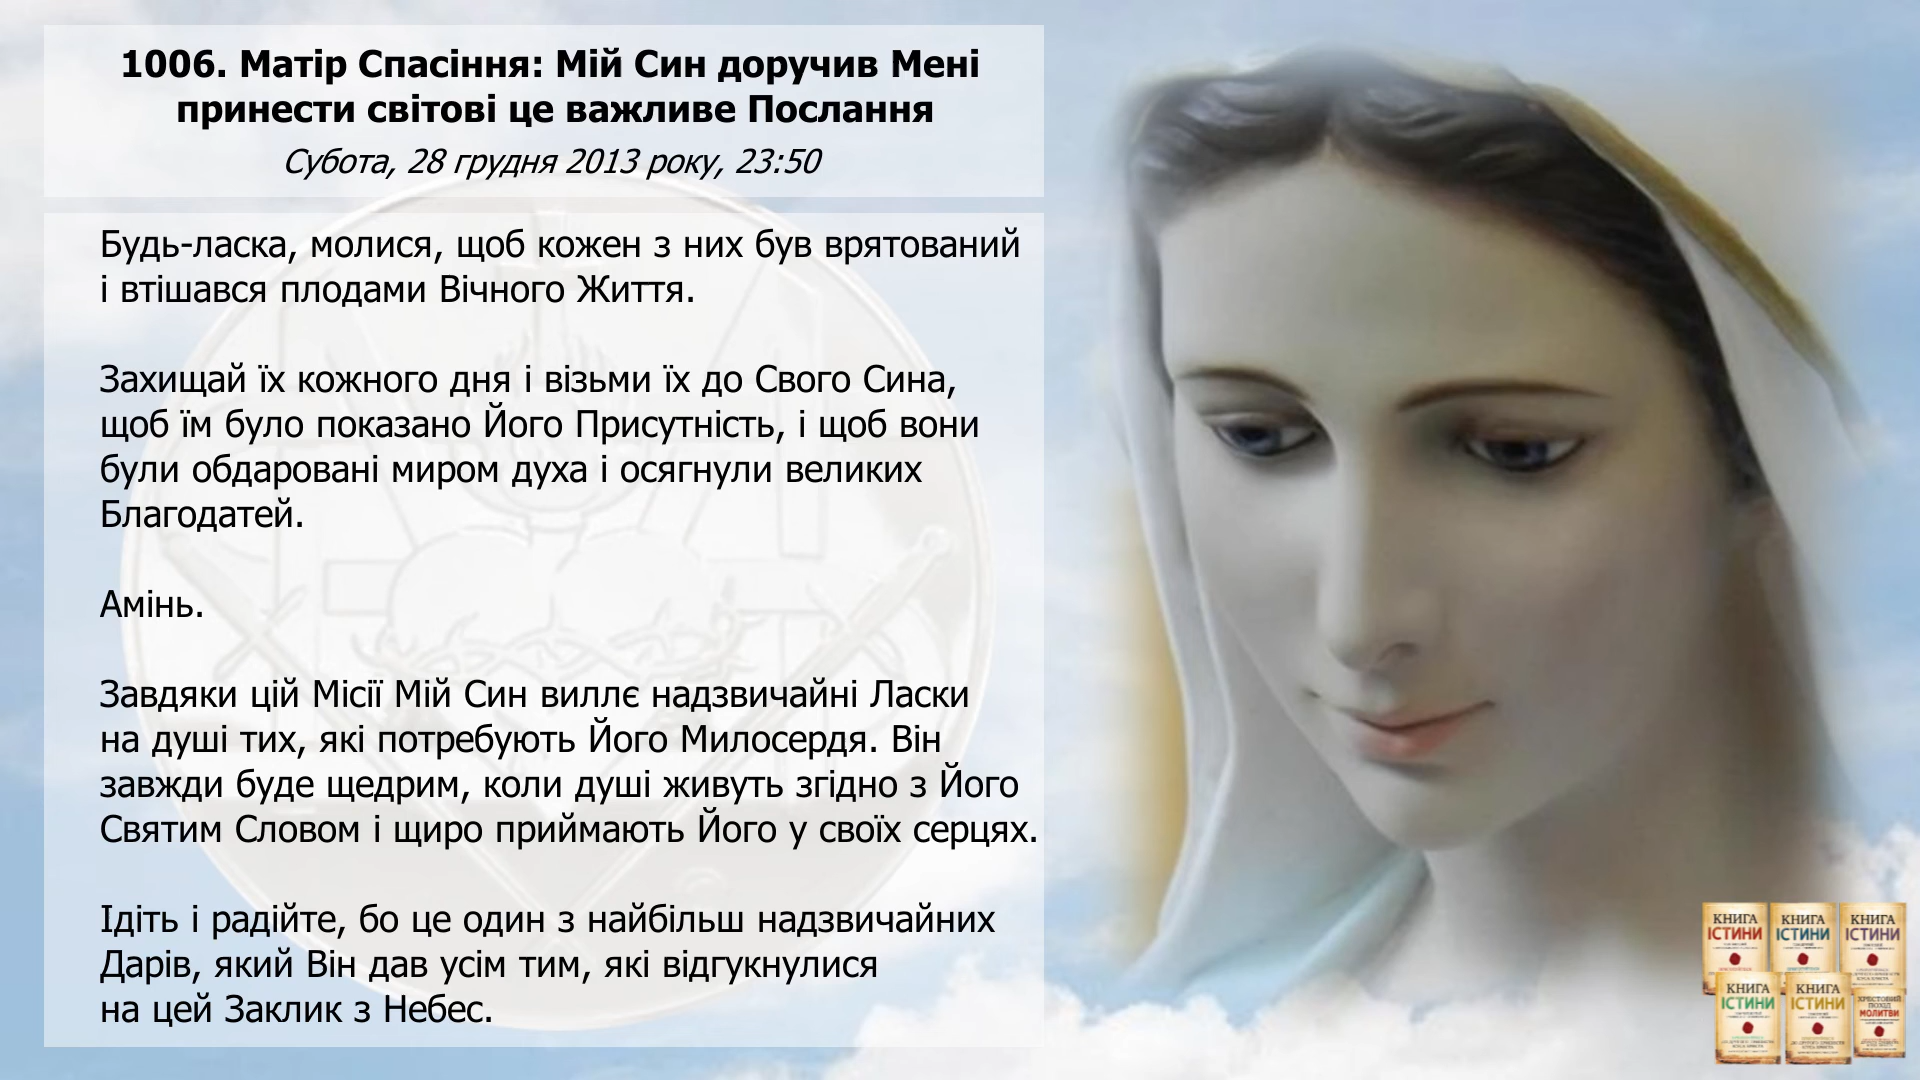 1006. Матір Спасіння: Мій Син доручив Мені
принести світові це важливе Послання
Субота, 28 грудня 2013 року, 23:50
Будь-ласка, молися, щоб кожен з них був врятований
і втішався плодами Вічного Життя.
Захищай їх кожного дня і візьми їх до Свого Сина,
щоб їм було показано Його Присутність, і щоб вони
були обдаровані миром духа і осягнули великих
Благодатей.
Амінь.
Завдяки цій Місії Мій Син виллє надзвичайні Ласки
на душі тих, які потребують Його Милосердя. Він
завжди буде щедрим, коли душі живуть згідно з Його
Святим Словом і щиро приймають Його у своїх серцях.
Ідіть і радійте, бо це один з найбільш надзвичайних
Дарів, який Він дав усім тим, які відгукнулися
на цей Заклик з Небес.
КНИГА
ІСТИНИ
КНИГА
ІСТИНИ
КНИГА
ІСТИНИ
КНИГА
ІСТИНИ
КНИГА
ІСТИНИ
ХРЕСТОВИЙ
ПОХІД
МОЛИТВИ